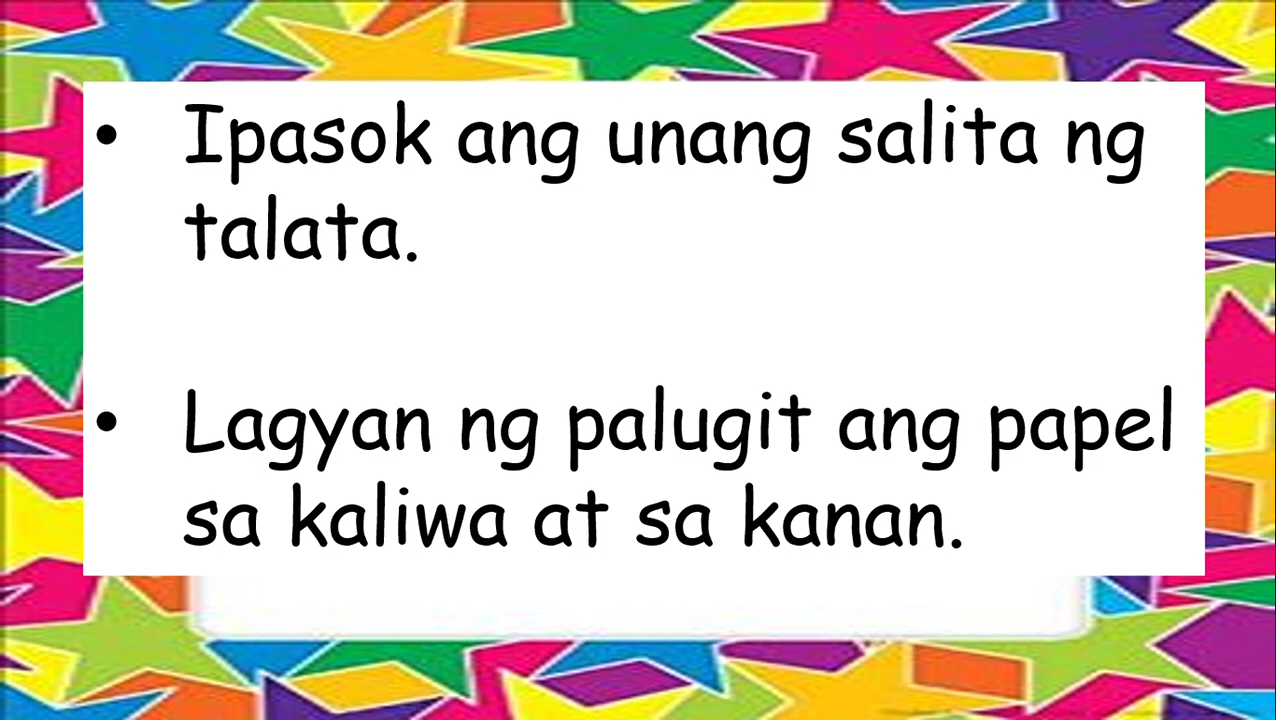 • Ipasok ang unang salita ng
talata.
• Lagyan ng palugit ang papel
sa kaliwa at sa kanan.